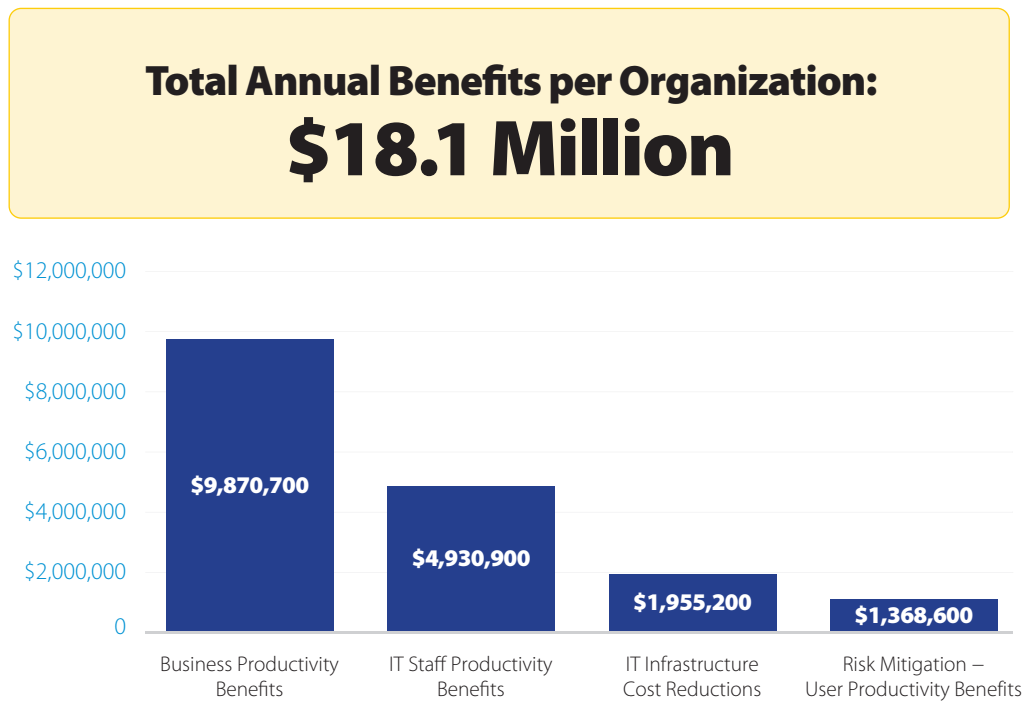 Total Annual Benefits per Organization:
$18.1 Million
$12,000,000
$10,000,000
$8,000,000
$6,000,000
$4,000,000
$2,000,000
0
$9,870,700
$4,930,900
$1,955,200
$1,368,600
Business Productivity
Benefits
IT Staff Productivity
Benefits
IT Infrastructure
Cost Reductions
Risk Mitigation –
User Productivity Benefits